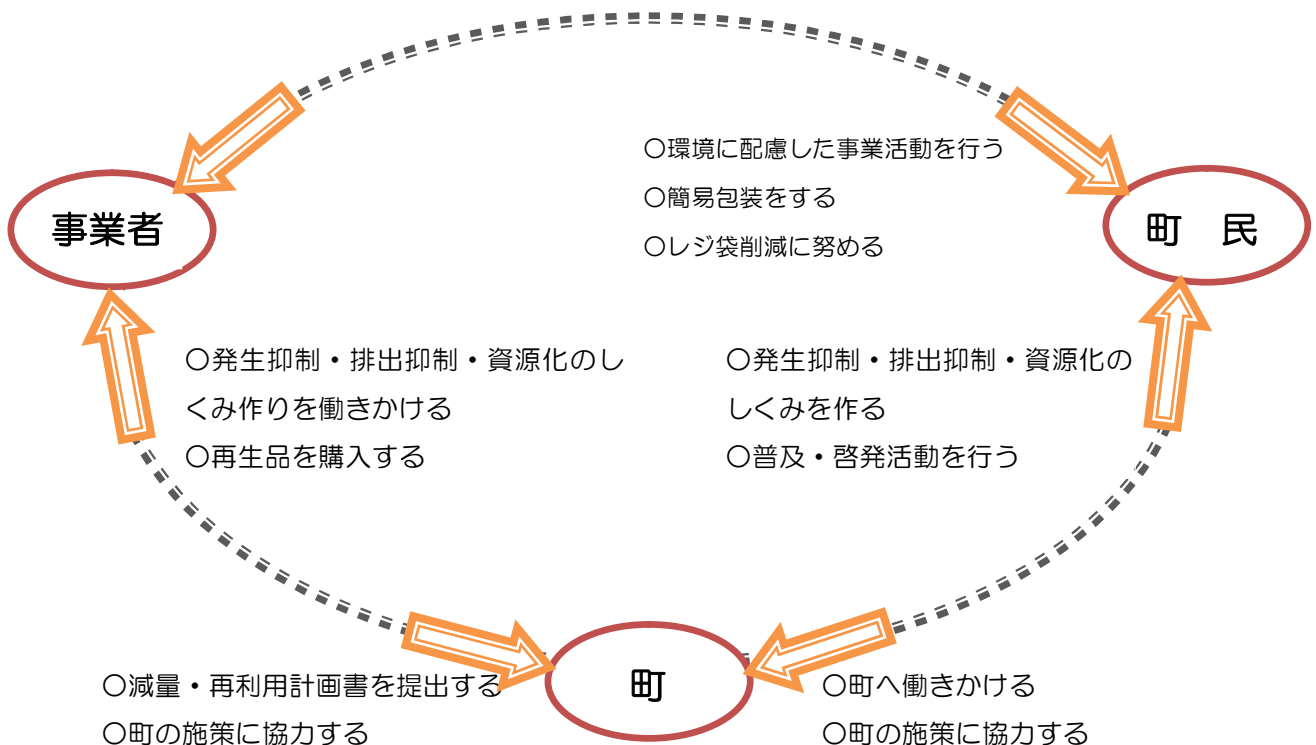 〇環境に配慮した事業活動を行う
〇簡易包装をする
〇レジ袋削減に努める
事業者
町　民
〇発生抑制・排出抑制・資源化のし
くみ作りを働きかける
〇再生品を購入する
〇発生抑制・排出抑制・資源化の
しくみを作る
〇普及・啓発活動を行う
町
〇減量・再利用計画書を提出する
〇町の施策に協力する
〇町へ働きかける
〇町の施策に協力する